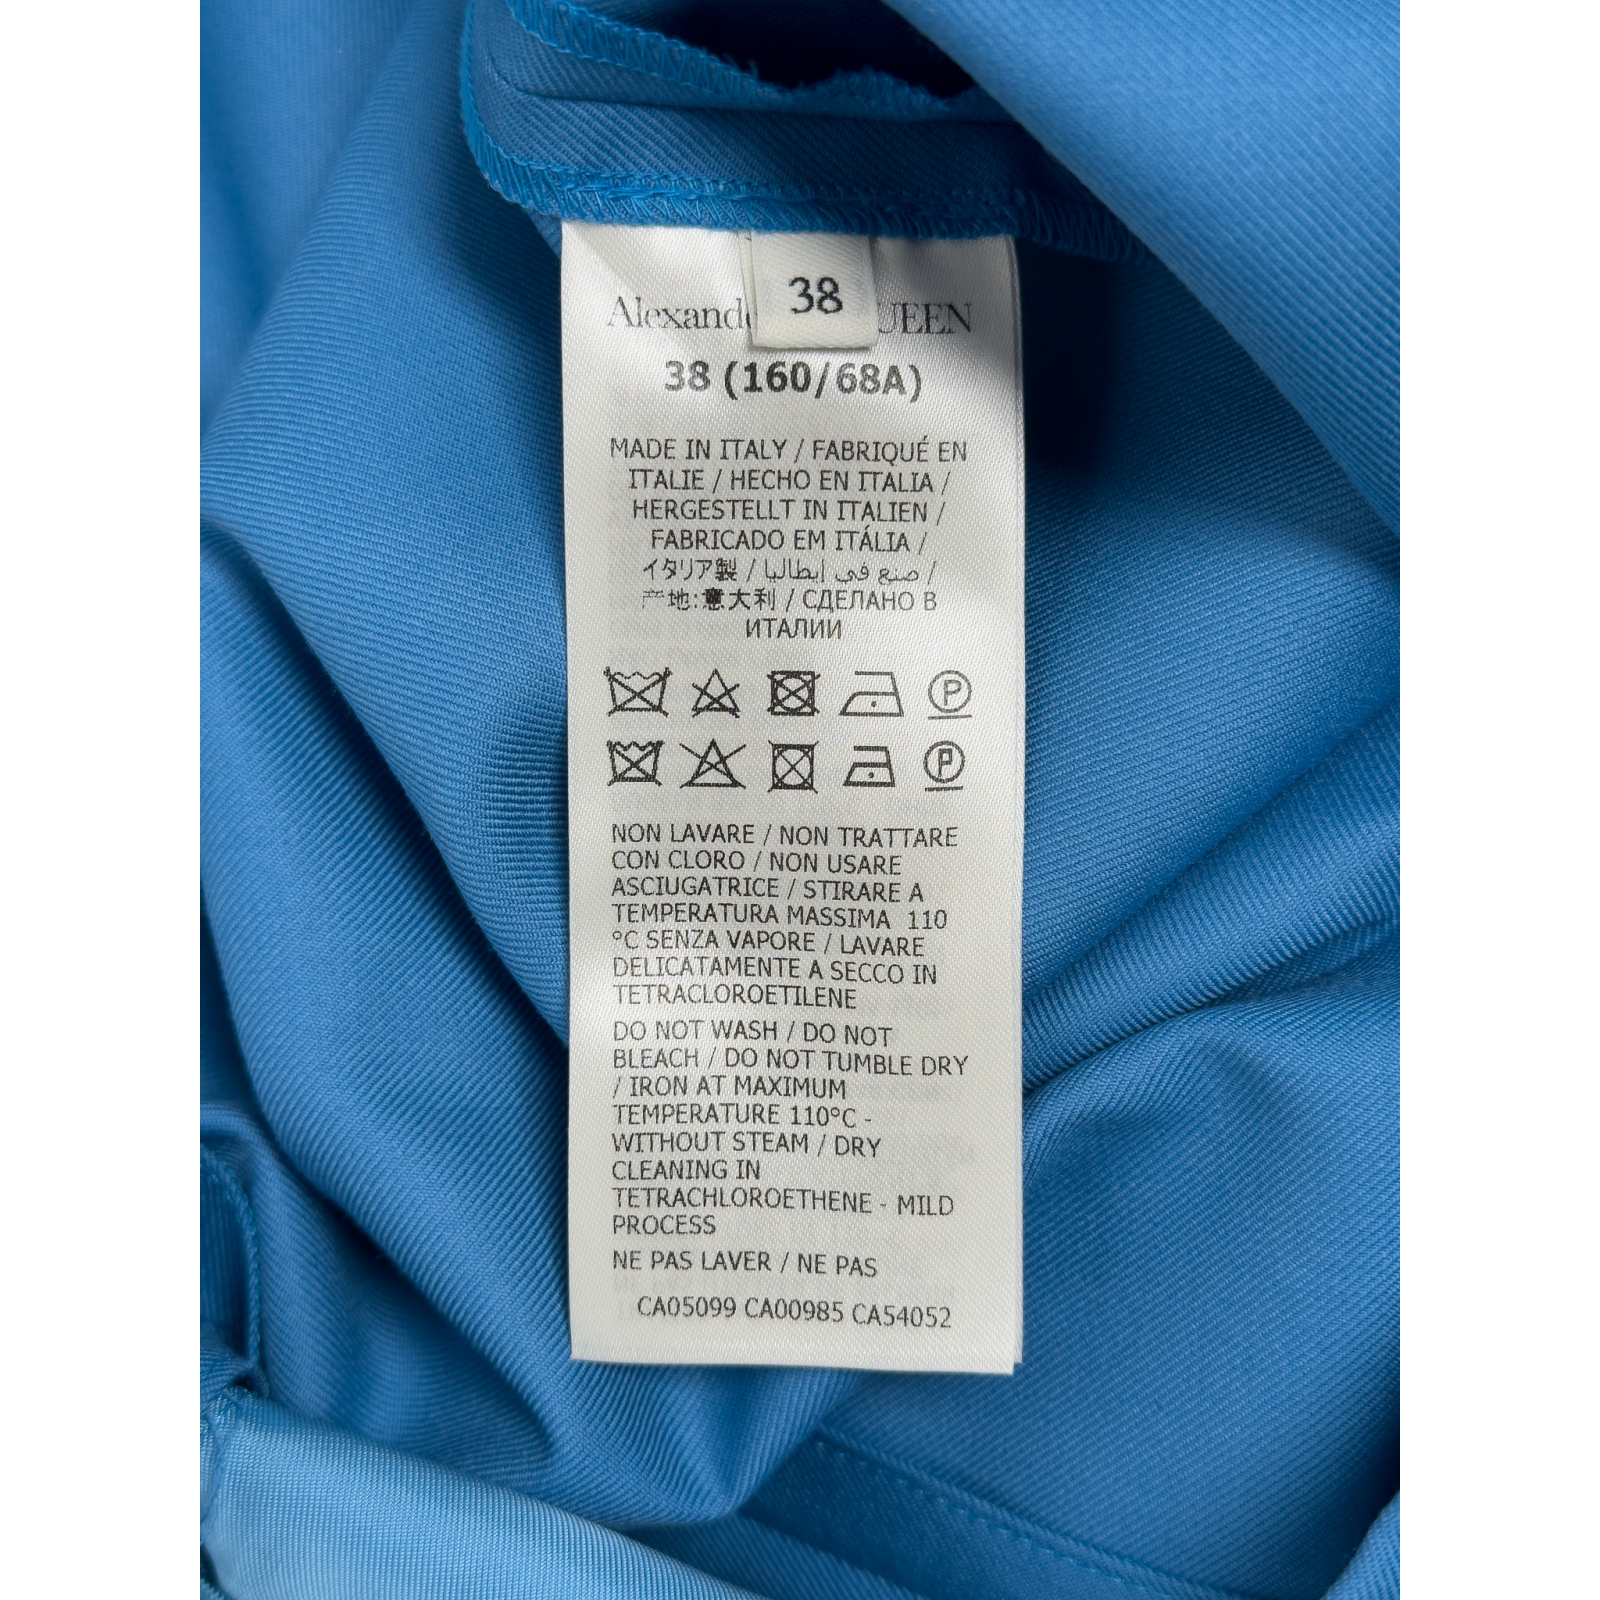 38
Alexand UEEN
38 (160/68A)
MADE IN ITALY / FABRIQUÉ EN
ITALIE / HECHO EN ITALIA /
HERGESTELLT IN ITALIEN /
FABRICADO EM ITÁLIA /
イタリア製 / صنع في إيطاليا /
产地:意大利 / СДЕЛАНО В
ИТАЛИИ
P
P
NON LAVARE / NON TRATTARE
CON CLORO / NON USARE
ASCIUGATRICE / STIRARE A
TEMPERATURA MASSIMA 110
°C SENZA VAPORE / LAVARE
DELICATAMENTE A SECCO IN
TETRACLOROETILENE
DO NOT WASH / DO NOT
BLEACH / DO NOT TUMBLE DRY
/ IRON AT MAXIMUM
TEMPERATURE 110°C -
WITHOUT STEAM / DRY
CLEANING IN
TETRACHLOROETHENE - MILD
PROCESS
NE PAS LAVER / NE PAS
CA05099 CA00985 CA54052